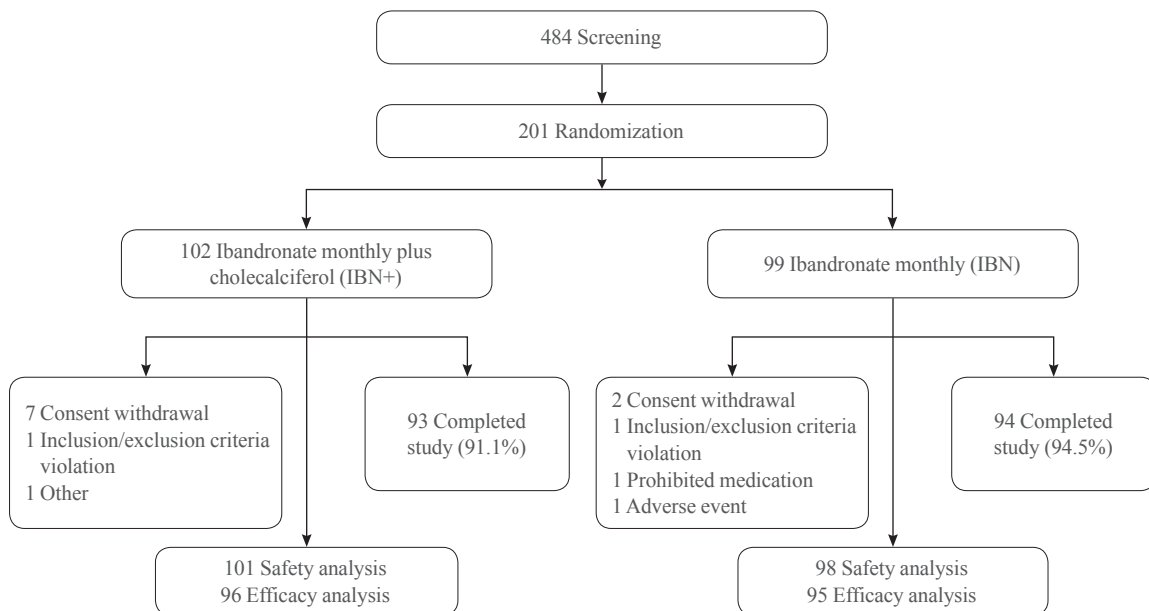 484 Screening
201 Randomization
102 Ibandronate monthly plus
cholecalciferol (IBN+)
99 Ibandronate monthly (IBN)
7 Consent withdrawal
1 Inclusion/exclusion criteria
violation
1 Other
93 Completed
study (91.1%)
2 Consent withdrawal
1 Inclusion/exclusion criteria
violation
1 Prohibited medication
1 Adverse event
94 Completed
study (94.5%)
101 Safety analysis
96 Efficacy analysis
98 Safety analysis
95 Efficacy analysis